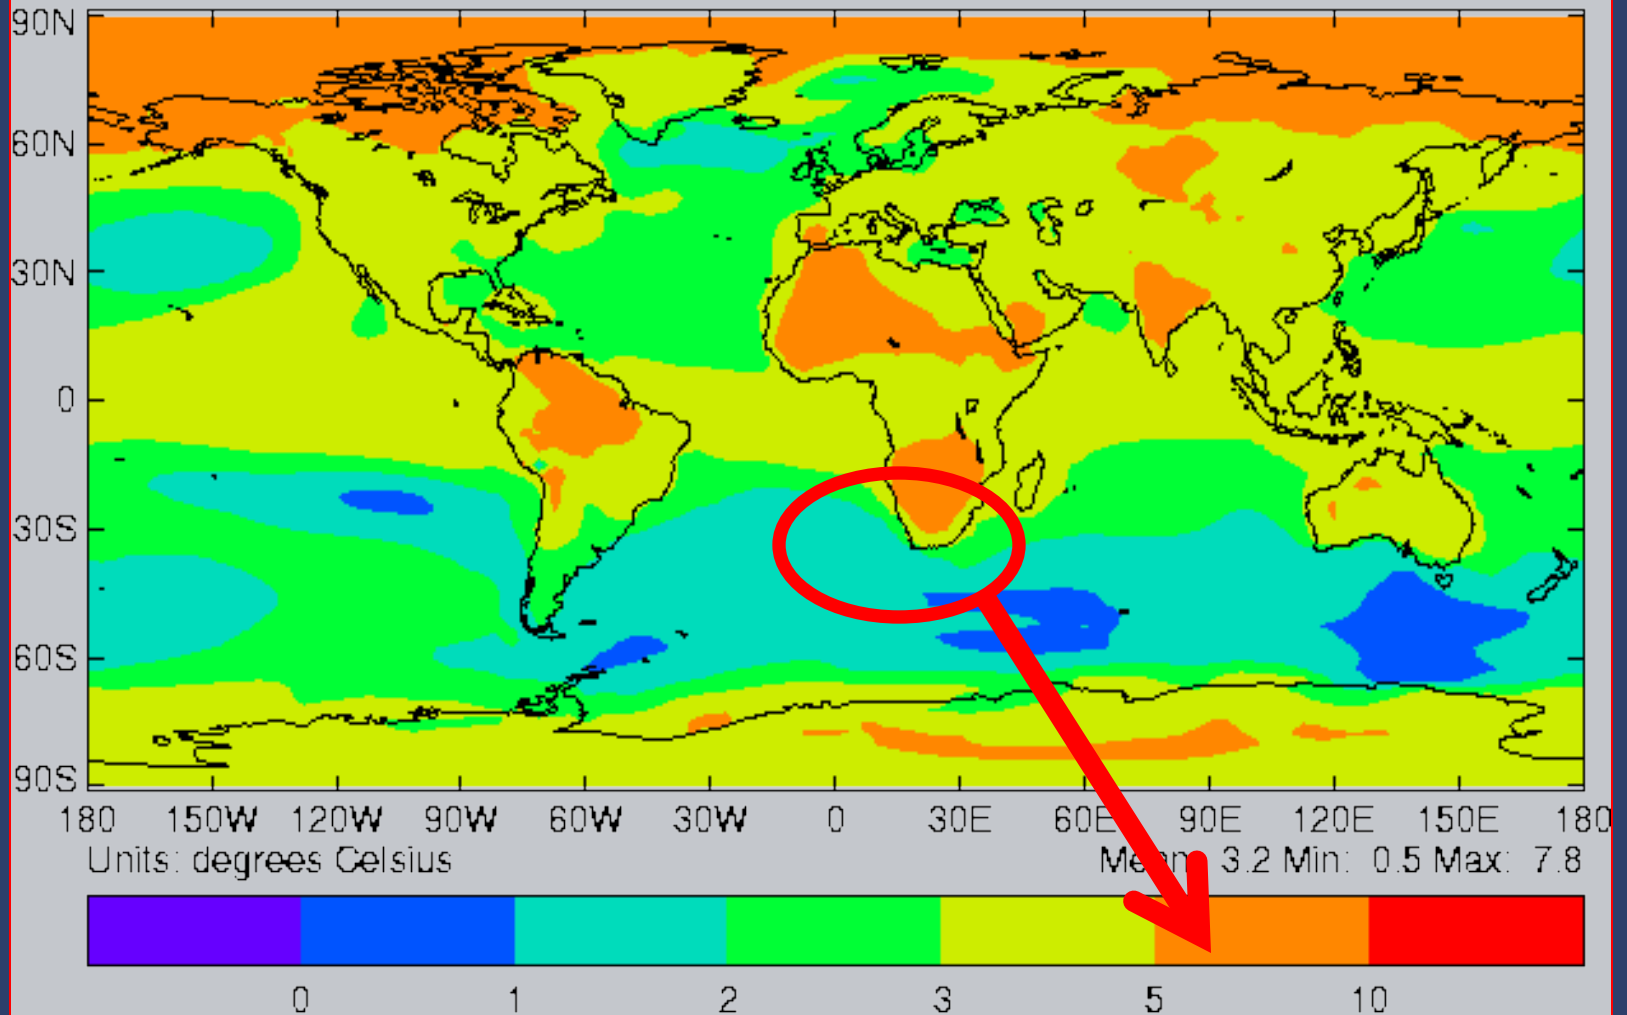 90N
60N
30N
0
30S
60S
90S
180 150W 120W 90W 60W 30W 0 30E 60E 90E 120E 150E 180
Units: degrees Celsius Mean: 3.2 Min: 0.5 Max: 7.8
0 1 2 3 5 10